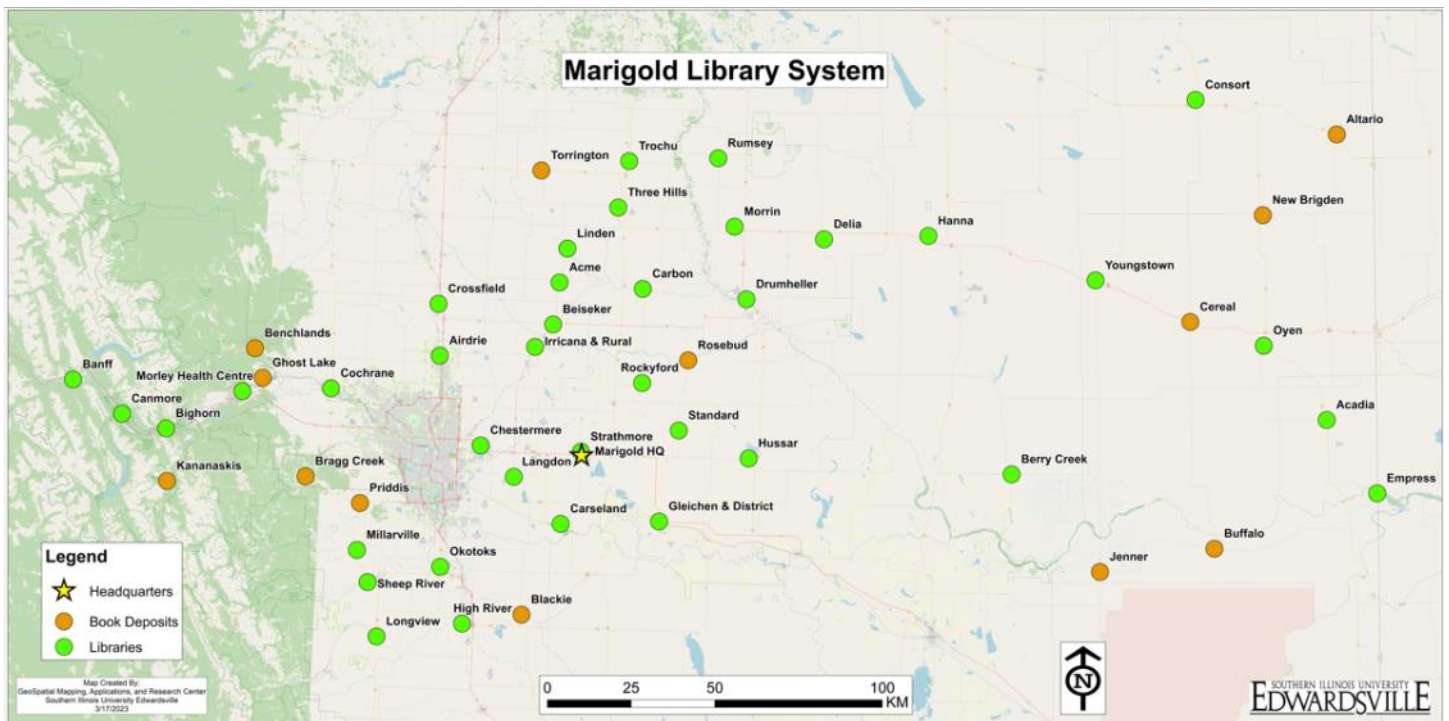 Marigold Library System
Consort
Altario
Trochu
Rumsey
Torrington
Three Hills
New Brigden
Morrin
Delia
Hanna
Linden
Acme
Carbon
Youngstown
Crossfield
Drumheller
Beiseker
Cereal
Oyen
Benchlands
Airdrie
Irricana & Rural
Rosebud
Banff
Ghost Lake
Morley Health Centre
Cochrane
Rockyford
Canmore
Bighorn
Standard
Acadia
Chestermere
Strathmore
Marigold HQ
Hussar
Kananaskis
Bragg Creek
Langdon
Berry Creek
Empress
Priddis
Carseland
Gleichen & District
Millarville
Okotoks
Buffalo
Jenner
Sheep River
Blackie
High River
Longview
Legend
Headquarters
Book Deposits
Libraries
Map Created By:
GeoSpatial Mapping, Applications, and Research Center
Southern Illinois University Edwardsville
3/17/2023
0 25 50 100
KM
N
SOUTHERN ILLINOIS UNIVERSITY
EDWARDSVILLE